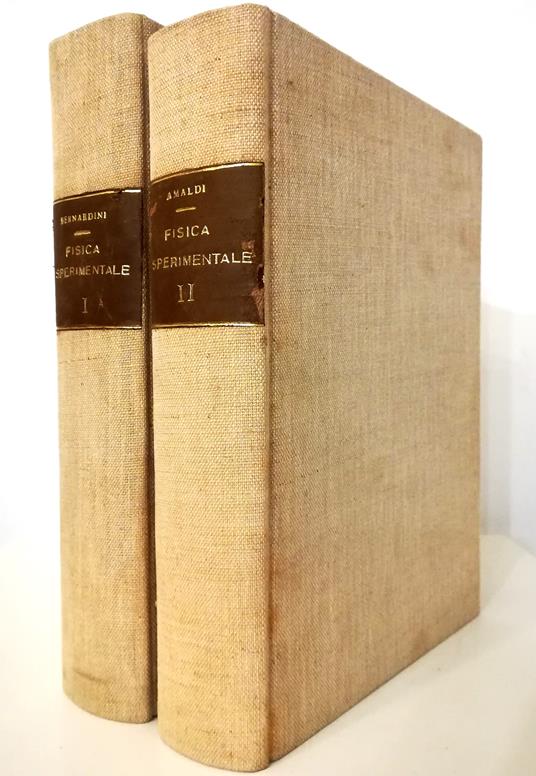 BERNARDINI
FISICA
SPERIMENTALE
I
AMALDI
FISICA
SPERIMENTALE
II